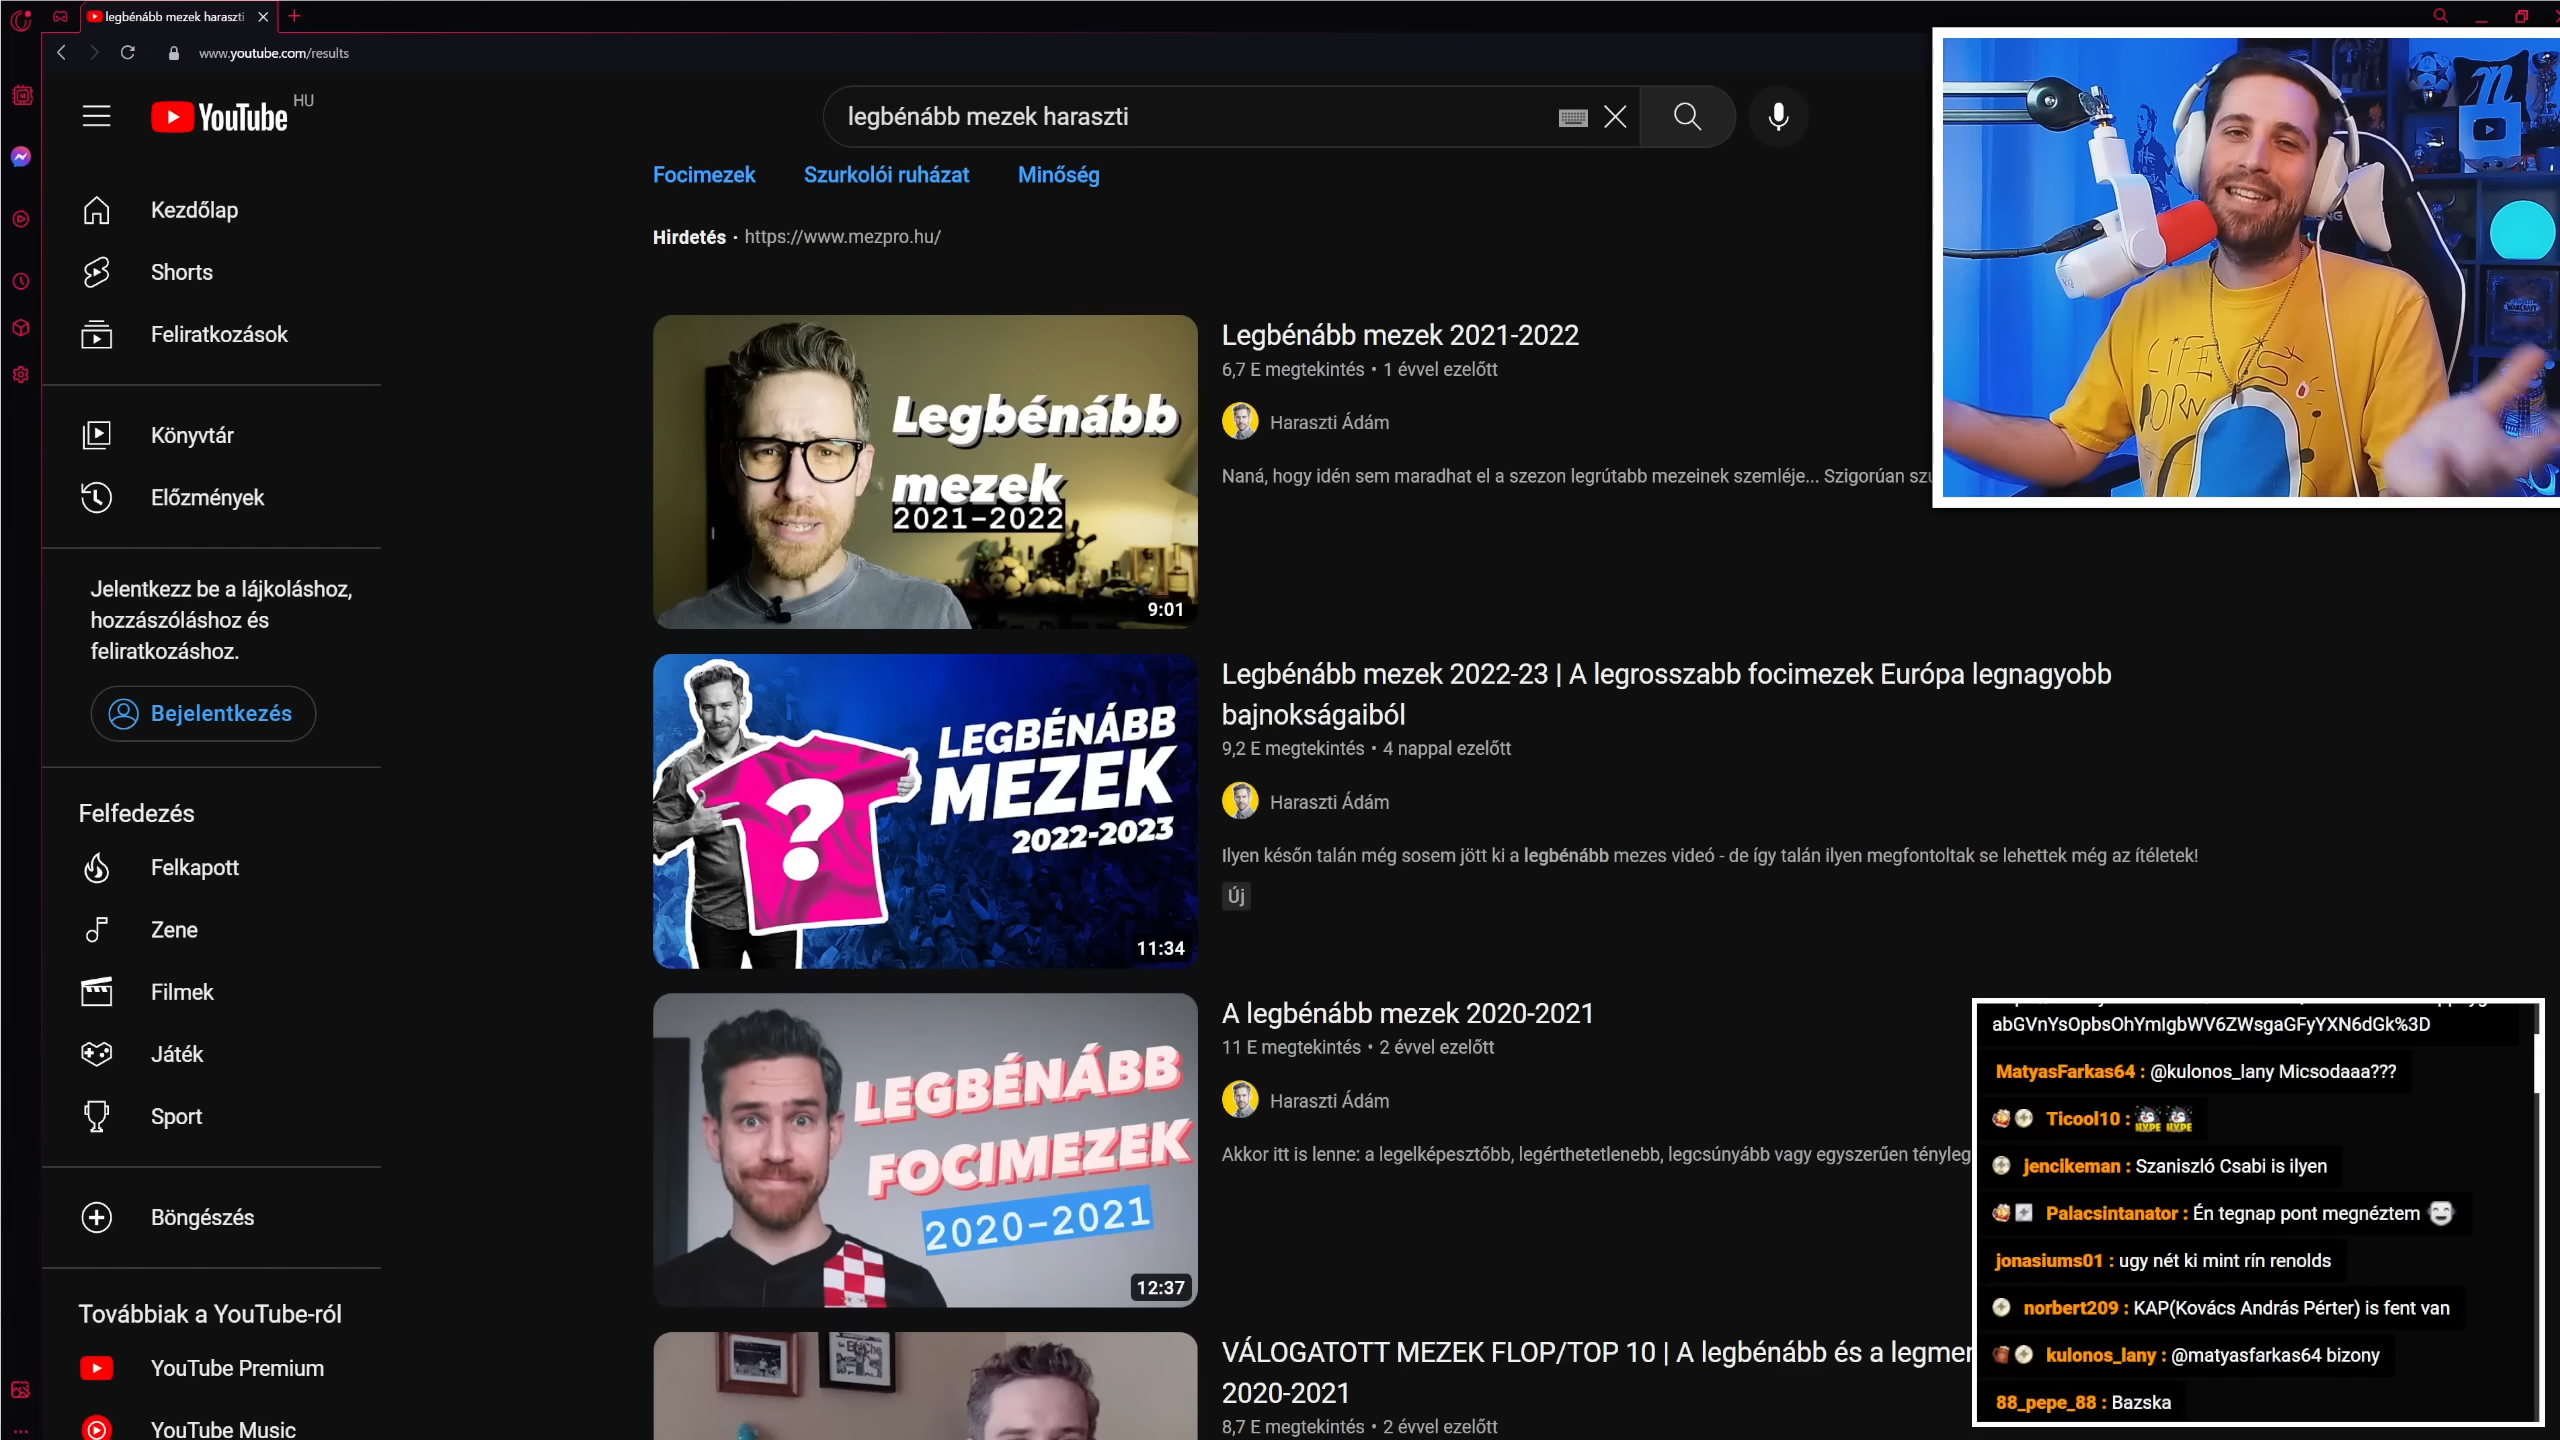 legbénább mezek haraszti
www.youtube.com/results
YouTube HU
legbénább mezek haraszti
Focimezek Szurkolói ruházat Minőség
Hirdetés · https://www.mezpro.hu/
Kezdőlap
Shorts
Feliratkozások
Könyvtár
Előzmények
Jelentkezz be a lájkoláshoz,
hozzászóláshoz és
feliratkozáshoz.
Bejelentkezés
Felfedezés
Felkapott
Zene
Filmek
Játék
Sport
Böngészés
Továbbiak a YouTube-ról
YouTube Premium
YouTube Music
Legbénább
mezek
2021-2022
9:01
Legbénább mezek 2021-2022
6,7 E megtekintés • 1 évvel ezelőtt
Haraszti Ádám
Naná, hogy idén sem maradhat el a szezon legrútabb mezeinek szemléje... Szigorúan
LEGBÉNÁBB
MEZEK
2022-2023
?
11:34
Legbénább mezek 2022-23 | A legrosszabb focimezek Európa legnagyobb
bajnokságaiból
9,2 E megtekintés • 4 nappal ezelőtt
Haraszti Ádám
Ilyen későn talán még sosem jött ki a legbénább mezes videó - de így talán ilyen megfontoltak se lehettek még az ítéletek!
Új
LEGBÉNÁBB
FOCIMEZEK
2020-2021
12:37
A legbénább mezek 2020-2021
11 E megtekintés • 2 évvel ezelőtt
Haraszti Ádám
Akkor itt is lenne: a legelképesztőbb, legérthetetlenebb, legcsúnyább vagy egyszerűen tényleg
VÁLOGATOTT MEZEK FLOP/TOP 10 | A legbénább és a
2020-2021
8,7 E megtekintés • 2 évvel ezelőtt
LIFE IS
PORN
abGVnYsOpbsOhYmIgbWV6ZWsgaGFyYXN6dGk%3D
MatyasFarkas64 : @kulonos_lany Micsodaaa???
Ticool10 : HYPE HYPE
jencikeman : Szaniszló Csabi is ilyen
Palacsintanator : Én tegnap pont megnéztem
jonasiums01 : ugy nét ki mint rín renolds
norbert209 : KAP(Kovács András Pérter) is fent van
kulonos_lany : @matyasfarkas64 bizony
88_pepe_88 : Bazska